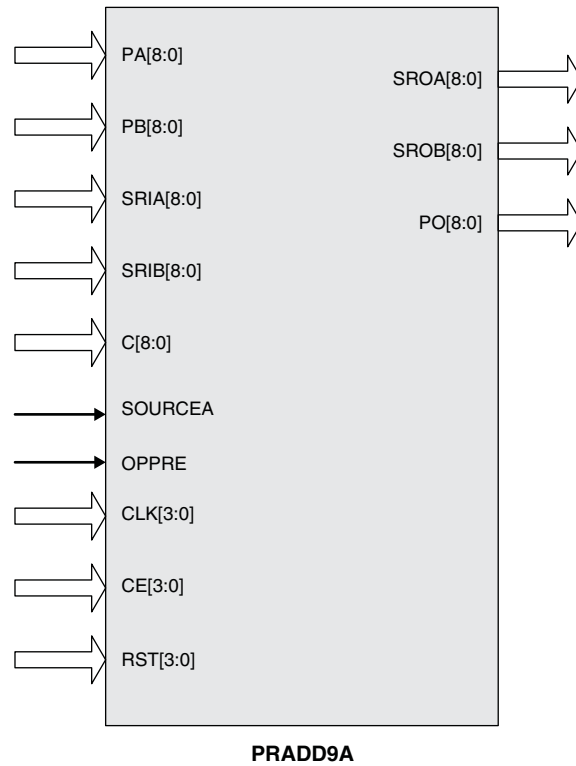 PA[8:0]
SROA[8:0]
PB[8:0]
SROB[8:0]
SRIA[8:0]
PO[8:0]
SRIB[8:0]
C[8:0]
SOURCEA
OPPRE
CLK[3:0]
CE[3:0]
RST[3:0]
PRADD9A